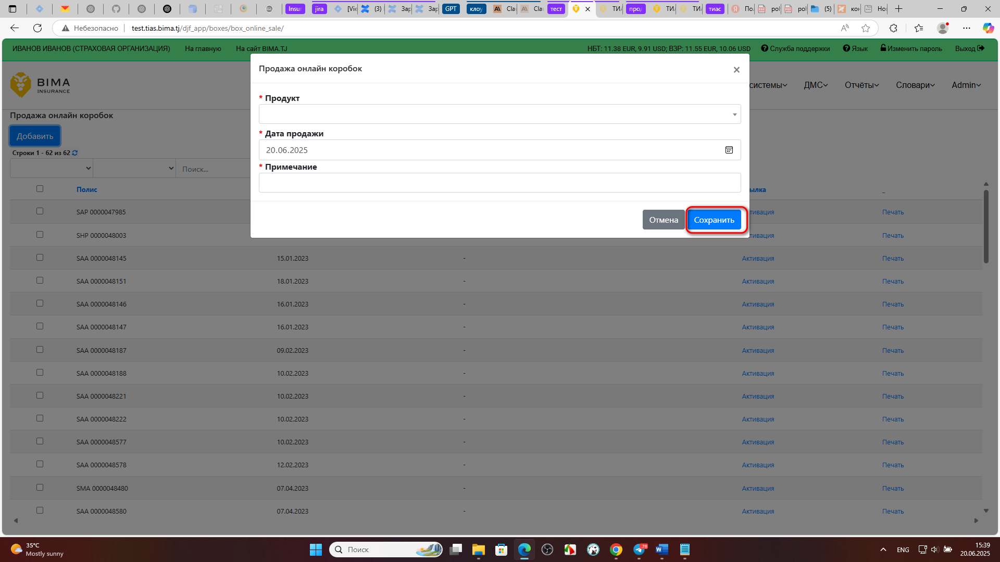 Insu
jira
[Vie
(3)
Зар
Зар
GPT
клоу
Cla
Cla
тест
ТИ
про
ТИ
ТИ
тиас
По
pol
pol
(5)
кон
Но
Небезопасно
test.tias.bima.tj/djf_app/boxes/box_online_sale/
ИВАНОВ ИВАНОВ (СТРАХОВАЯ ОРГАНИЗАЦИЯ) На главную На сайт BIMA.TJ НБТ: 11.38 EUR, 9.91 USD; ВЗР: 11.55 EUR, 10.06 USD Служба поддержки Язык Изменить пароль Выход
BIMA
INSURANCE
системы ДМС Отчёты Словари Admin
Продажа онлайн коробок
Добавить
Строки 1 - 62 из 62
Поиск...
Продажа онлайн коробок ×
* Продукт
* Дата продажи
20.06.2025
* Примечание
Отмена Сохранить
Полис ылка _
SAP 0000047985 тивация Печать
SHP 0000048003 тивация Печать
SAA 0000048145 15.01.2023 - Активация Печать
SAA 0000048151 18.01.2023 - Активация Печать
SAA 0000048146 16.01.2023 - Активация Печать
SAA 0000048147 16.01.2023 - Активация Печать
SAA 0000048187 09.02.2023 - Активация Печать
SAA 0000048188 10.02.2023 - Активация Печать
SAA 0000048221 10.02.2023 - Активация Печать
SAA 0000048222 10.02.2023 - Активация Печать
SAA 0000048577 10.02.2023 - Активация Печать
SAA 0000048578 12.02.2023 - Активация Печать
SMA 0000048480 07.04.2023 - Активация Печать
SAA 0000048580 07.04.2023 - Активация Печать
35°C
Mostly sunny
Поиск
ENG
15:39
20.06.2025